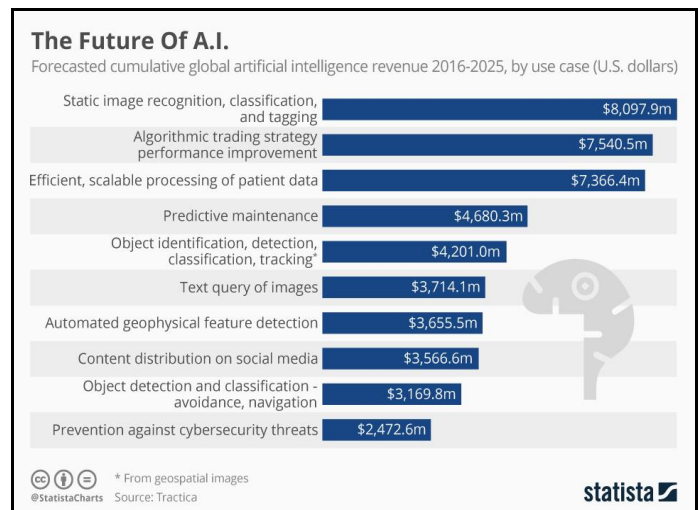 The Future Of A.I.
Forecasted cumulative global artificial intelligence revenue 2016-2025, by use case (U.S. dollars)
Static image recognition, classification,
and tagging
$8,097.9m
Algorithmic trading strategy
performance improvement
$7,540.5m
Efficient, scalable processing of patient data
$7,366.4m
Predictive maintenance
$4,680.3m
Object identification, detection,
classification, tracking*
$4,201.0m
Text query of images
$3,714.1m
Automated geophysical feature detection
$3,655.5m
Content distribution on social media
$3,566.6m
Object detection and classification -
avoidance, navigation
$3,169.8m
Prevention against cybersecurity threats
$2,472.6m
cc
* From geospatial images
@StatistaCharts Source: Tractica
statista